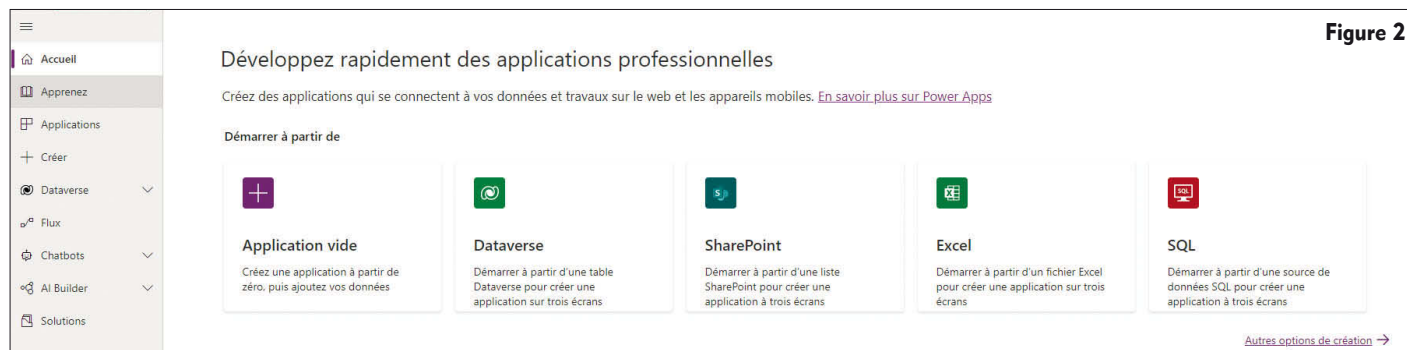 Figure 2
Accueil
Apprenez
Applications
Créer
Dataverse
Flux
Chatbots
AI Builder
Solutions
Développez rapidement des applications professionnelles
Créez des applications qui se connectent à vos données et travaux sur le web et les appareils mobiles. En savoir plus sur Power Apps
Démarrer à partir de
Application vide
Créez une application à partir de
zéro, puis ajoutez vos données
Dataverse
Démarrer à partir d'une table
Dataverse pour créer une
application sur trois écrans
S
SharePoint
Démarrer à partir d'une liste
SharePoint pour créer une
application à trois écrans
X
Excel
Démarrer à partir d'un fichier Excel
pour créer une application sur trois
écrans
SQL
SQL
Démarrer à partir d'une source de
données SQL pour créer une
application à trois écrans
Autres options de création →